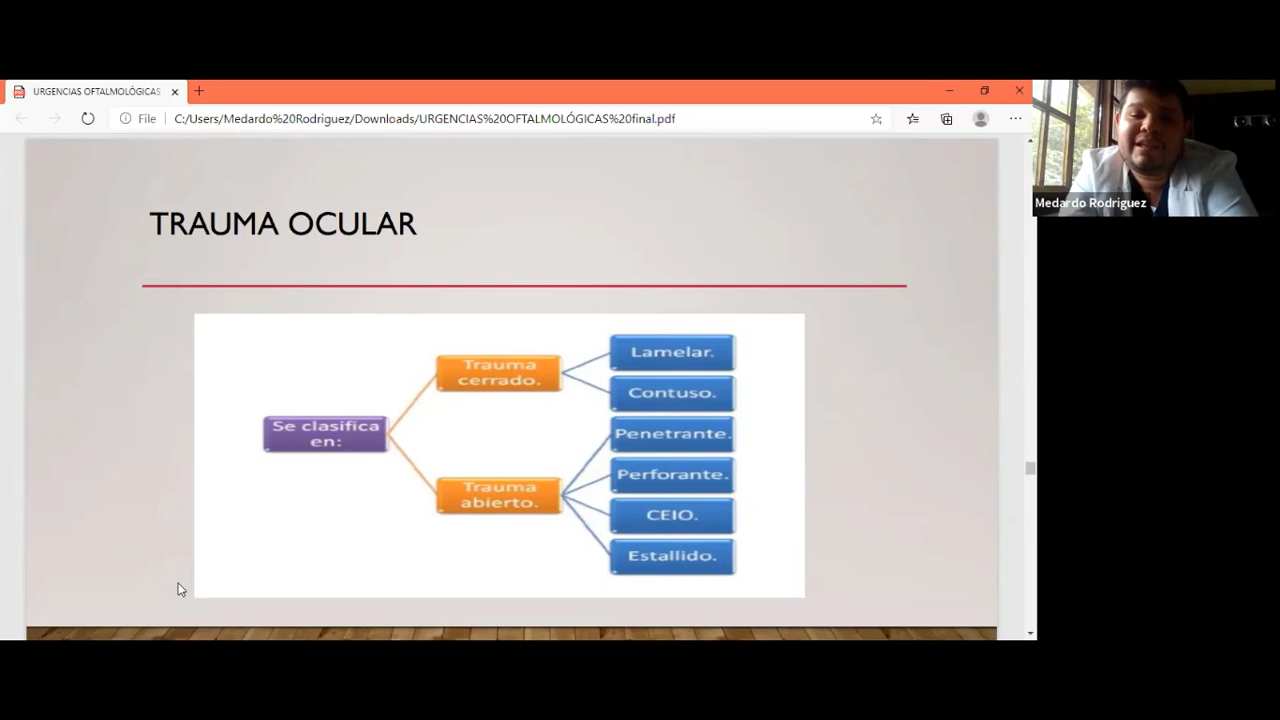 URGENCIAS OFTALMOLÓGICAS
File
C:/Users/Medardo%20Rodriguez/Downloads/URGENCIAS%20OFTALMOLÓGICAS%20final.pdf
Medardo Rodriguez
TRAUMA OCULAR
Se clasifica
en:
Trauma
cerrado.
Lamelar.
Contuso.
Trauma
abierto.
Penetrante.
Perforante.
CEIO.
Estallido.